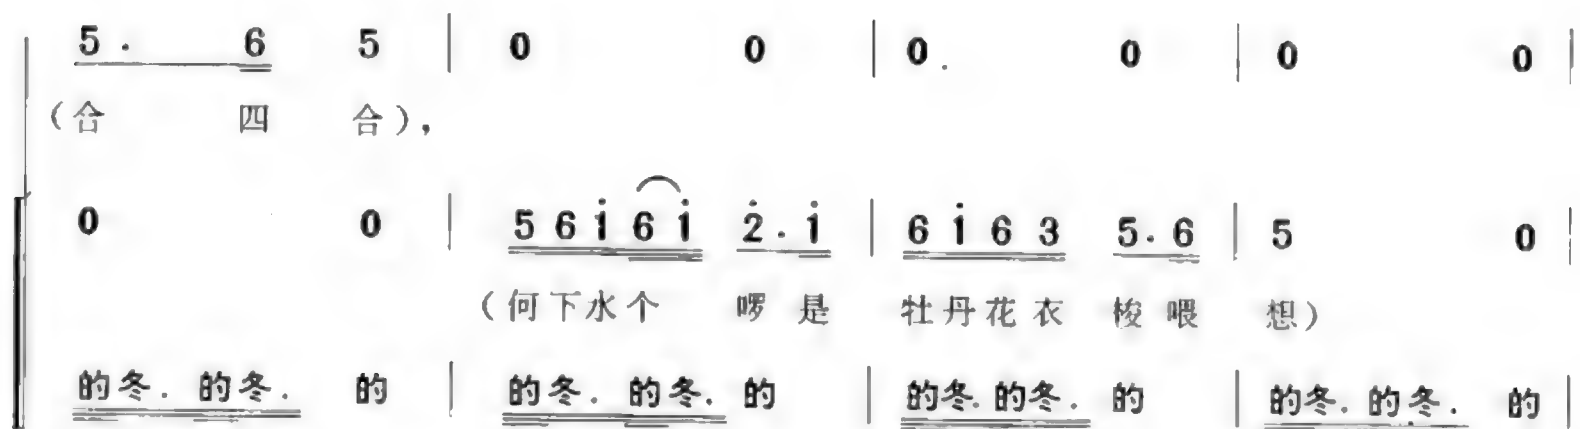 5. 6 5 | 0 0 | 0. 0 | 0 0 |
（合 四 合），
0 0 | 5 6 i̇ 6 i̇ 2̇. i̇ | 6 i̇ 6 3 5. 6 | 5 0 |
（何下水个 啰是 牡丹花衣 梭喂 想）
的冬. 的冬. 的 | 的冬. 的冬. 的 | 的冬. 的冬. 的 | 的冬. 的冬. 的 |